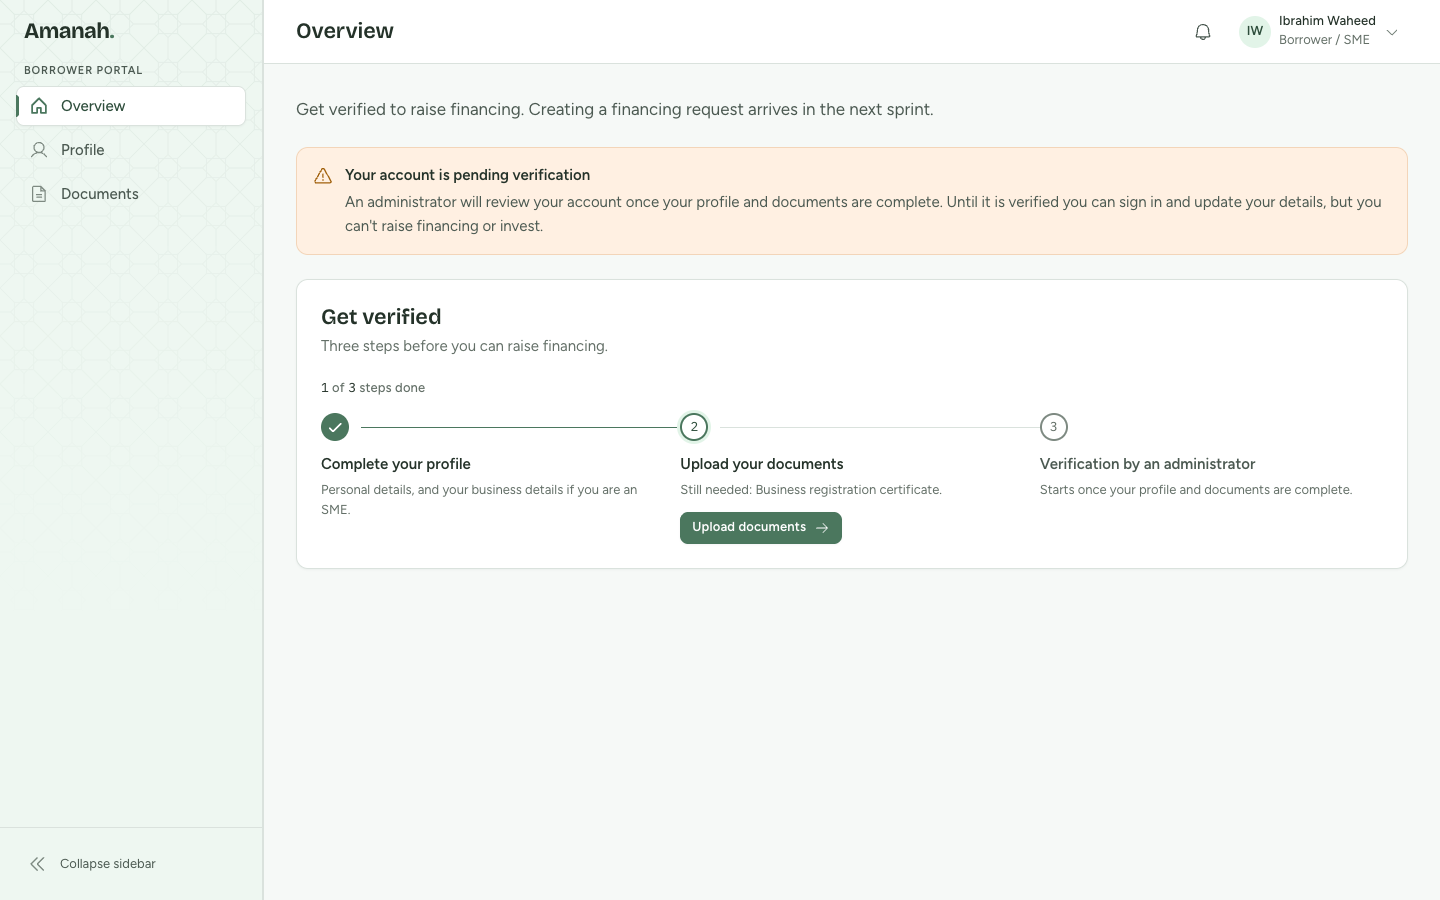 Amanah.
BORROWER PORTAL
Overview
Profile
Documents
Collapse sidebar
Overview
IW
Ibrahim Waheed
Borrower / SME
Get verified to raise financing. Creating a financing request arrives in the next sprint.
Your account is pending verification
An administrator will review your account once your profile and documents are complete. Until it is verified you can sign in and update your details, but you
can't raise financing or invest.
Get verified
Three steps before you can raise financing.
1 of 3 steps done
Complete your profile
Personal details, and your business details if you are an
SME.
2
Upload your documents
Still needed: Business registration certificate.
Upload documents
3
Verification by an administrator
Starts once your profile and documents are complete.